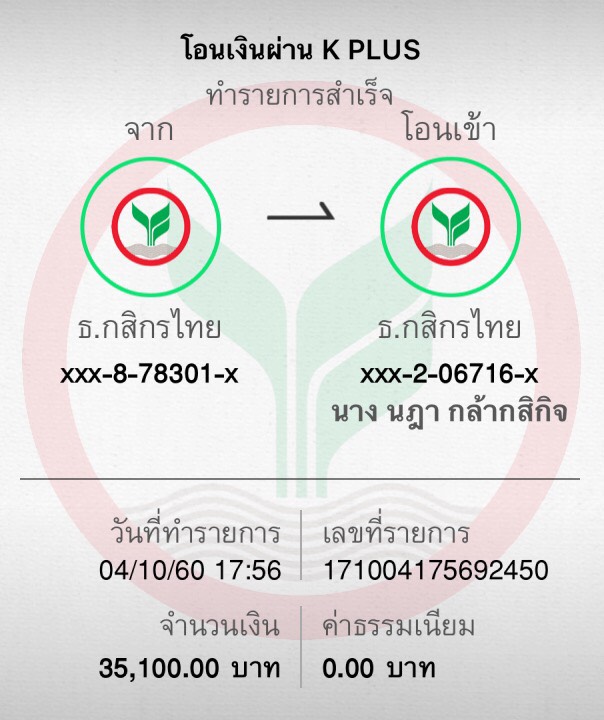 โอนเงินผ่าน K PLUS
ทำรายการสำเร็จ
จาก
โอนเข้า
ธ.กสิกรไทย
ธ.กสิกรไทย
xxx-8-78301-x
xxx-2-06716-x
นาง นฎา กล้ากสิกิจ
วันที่ทำรายการ
เลขที่รายการ
04/10/60 17:56
171004175692450
จำนวนเงิน
ค่าธรรมเนียม
35,100.00 บาท
0.00 บาท